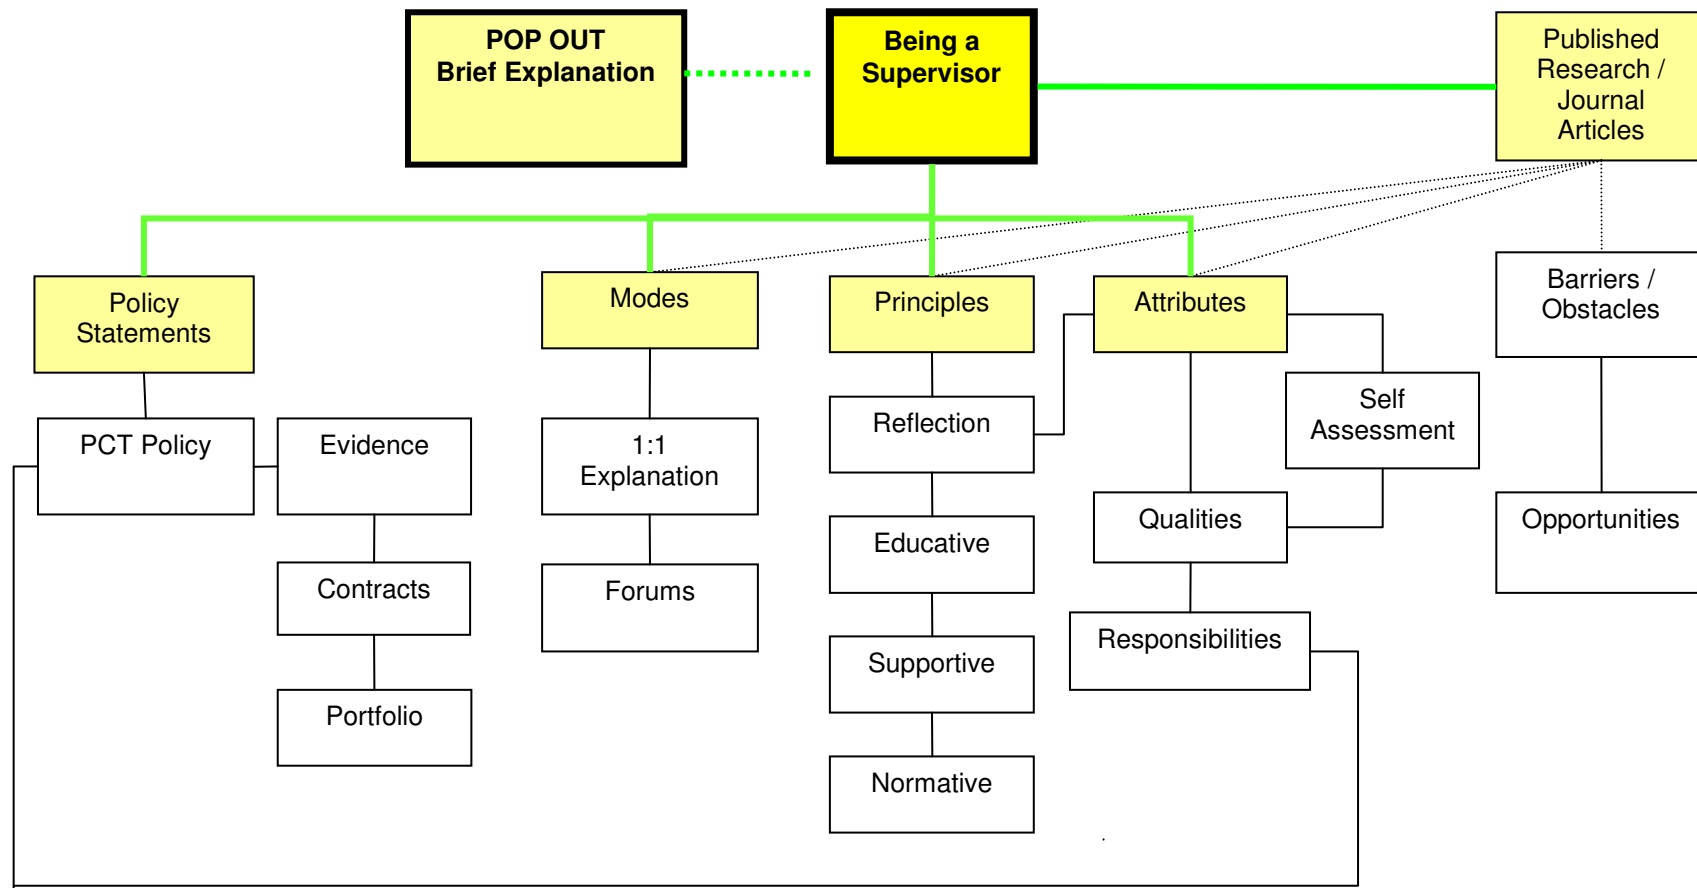 POP OUT
Brief Explanation
Being a
Supervisor
Published
Research /
Journal
Articles
Policy
Statements
Modes
Principles
Attributes
Barriers /
Obstacles
PCT Policy
Evidence
1:1
Explanation
Reflection
Self
Assessment
Qualities
Opportunities
Educative
Contracts
Forums
Responsibilities
Supportive
Portfolio
Normative